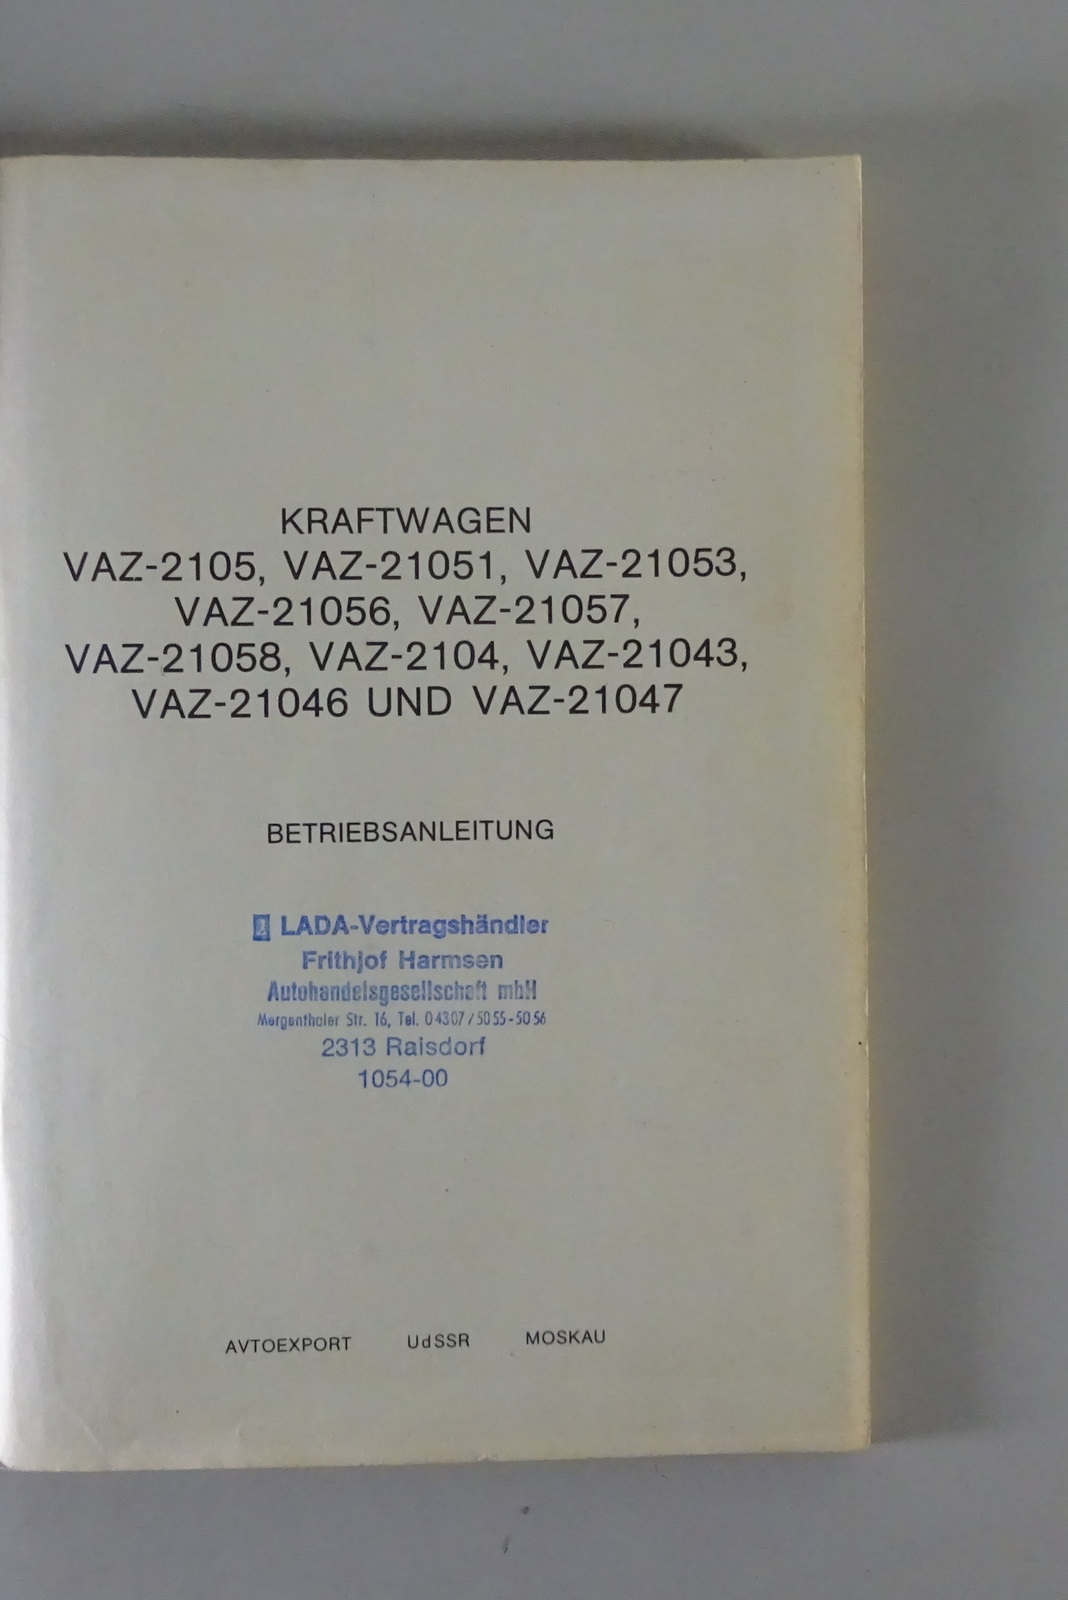 KRAFTWAGEN
VAZ-2105, VAZ-21051, VAZ-21053,
VAZ-21056, VAZ-21057,
VAZ-21058, VAZ-2104, VAZ-21043,
VAZ-21046 UND VAZ-21047
BETRIEBSANLEITUNG
LADA-Vertragshändler
Frithjof Harmsen
Autohandelsgesellschaft mbH
Mergenthaler Str. 16, Tel. 04307/5055-5056
2313 Raisdorf
1054-00
AVTOEXPORT UdSSR MOSKAU